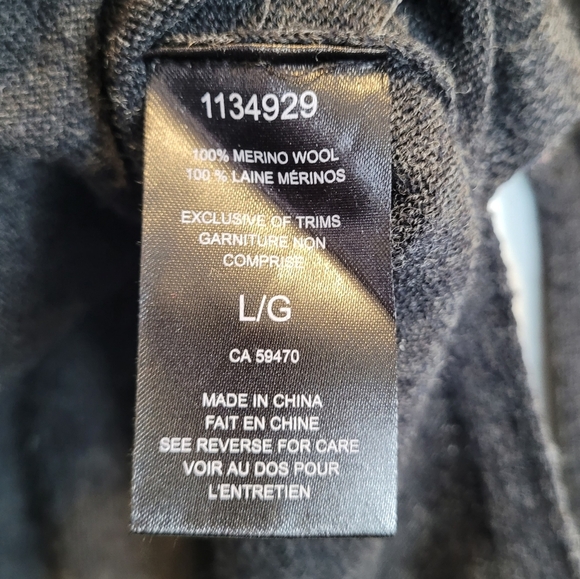 1134929
100% MERINO WOOL
100 % LAINE MÉRINOS
EXCLUSIVE OF TRIMS
GARNITURE NON
COMPRISE
L/G
CA 59470
MADE IN CHINA
FAIT EN CHINE
SEE REVERSE FOR CARE
VOIR AU DOS POUR
L'ENTRETIEN